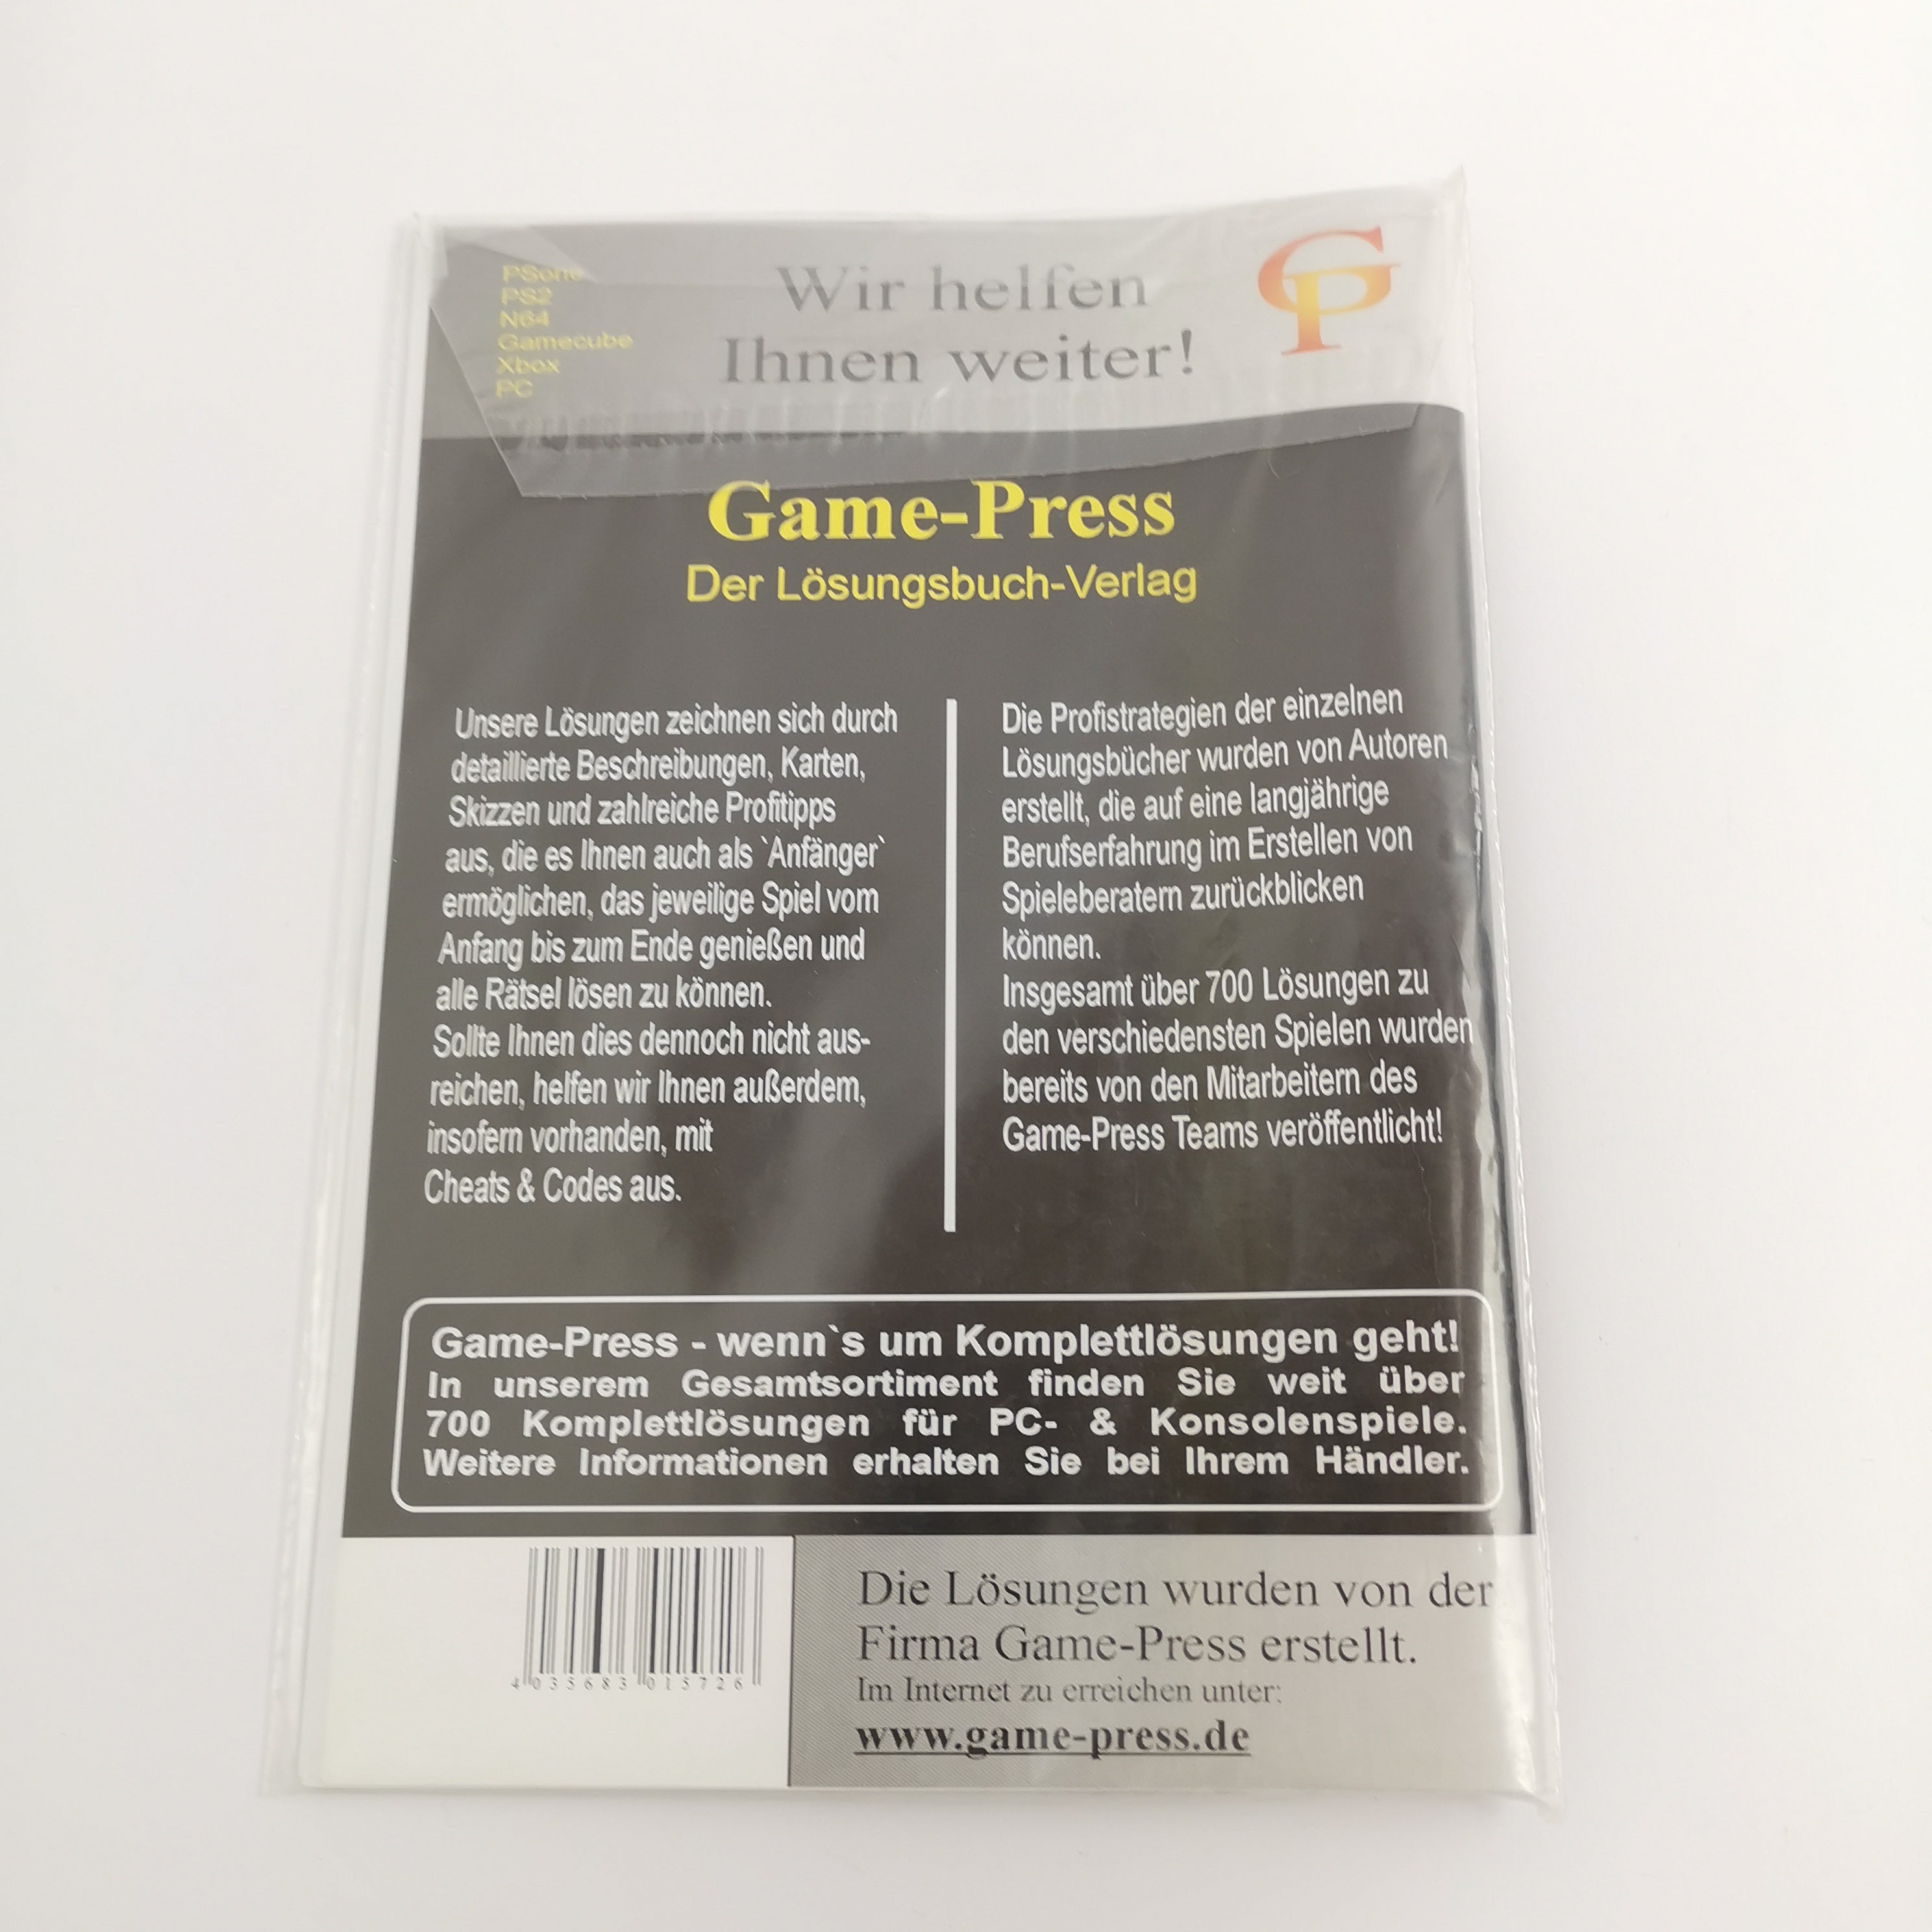 PSone
PS2
N64
Gamecube
Xbox
PC
Wir helfen
Ihnen weiter!
GP
Game-Press
Der Lösungsbuch-Verlag
Unsere Lösungen zeichnen sich durch
detaillierte Beschreibungen, Karten,
Skizzen und zahlreiche Profitipps
aus, die es Ihnen auch als `Anfänger`
ermöglichen, das jeweilige Spiel vom
Anfang bis zum Ende genießen und
alle Rätsel lösen zu können.
Sollte Ihnen dies dennoch nicht aus-
reichen, helfen wir Ihnen außerdem,
insofern vorhanden, mit
Cheats & Codes aus.
Die Profistrategien der einzelnen
Lösungsbücher wurden von Autoren
erstellt, die auf eine langjährige
Berufserfahrung im Erstellen von
Spieleberatern zurückblicken
können.
Insgesamt über 700 Lösungen zu
den verschiedensten Spielen wurden
bereits von den Mitarbeitern des
Game-Press Teams veröffentlicht!
Game-Press - wenn`s um Komplettlösungen geht!
In unserem Gesamtsortiment finden Sie weit über
700 Komplettlösungen für PC- & Konsolenspiele.
Weitere Informationen erhalten Sie bei Ihrem Händler.
4 035683 015726
Die Lösungen wurden von der
Firma Game-Press erstellt.
Im Internet zu erreichen unter:
www.game-press.de